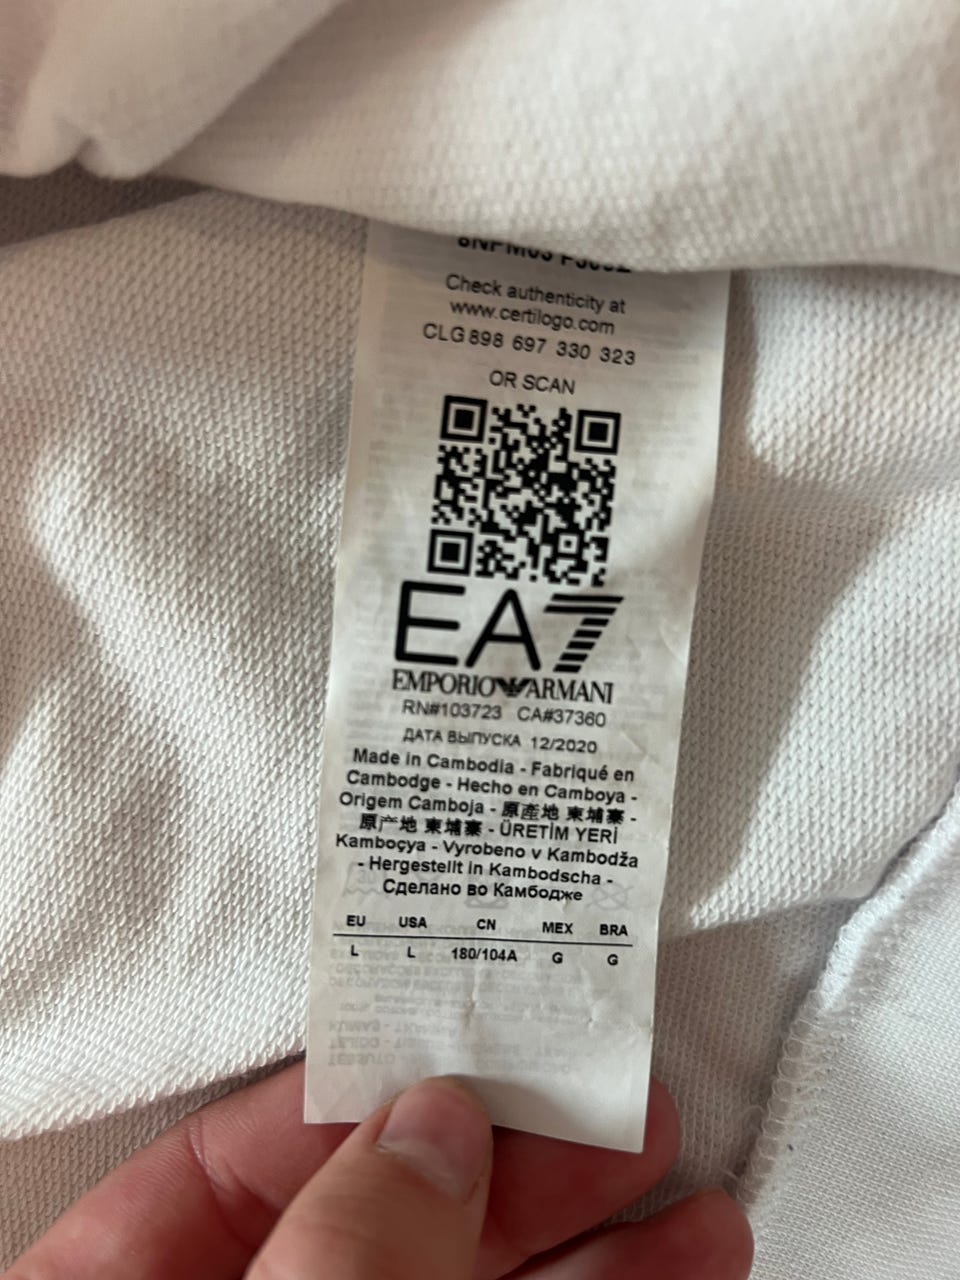 Check authenticity at
www.certilogo.com
CLG 898 697 330 323
OR SCAN
EA7
EMPORIO ARMANI
RN#103723 CA#37360
ДАТА ВЫПУСКА 12/2020
Made in Cambodia - Fabriqué en
Cambodge - Hecho en Camboya -
Origem Camboja - 原產地 柬埔寨 -
原产地 柬埔寨 - ÜRETİM YERİ
Kamboçya - Vyrobeno v Kambodža
- Hergestellt in Kambodscha -
Сделано во Камбодже
EU USA CN MEX BRA
L L 180/104A G G